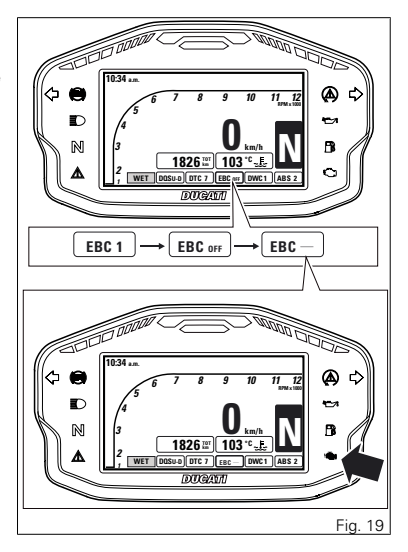 10:34 a.m.
1 2 3 4 5 6 7 8 9 10 11 12
RPM x 1000
0 km/h
N
N
1826 TOT km
103 °C
WET DQS U-D DTC 7 EBC OFF DWC 1 ABS 2
DUCATI
EBC 1 → EBC OFF → EBC —
10:34 a.m.
1 2 3 4 5 6 7 8 9 10 11 12
RPM x 1000
0 km/h
N
N
1826 TOT km
103 °C
WET DQS U-D DTC 7 EBC — DWC 1 ABS 2
DUCATI
Fig. 19